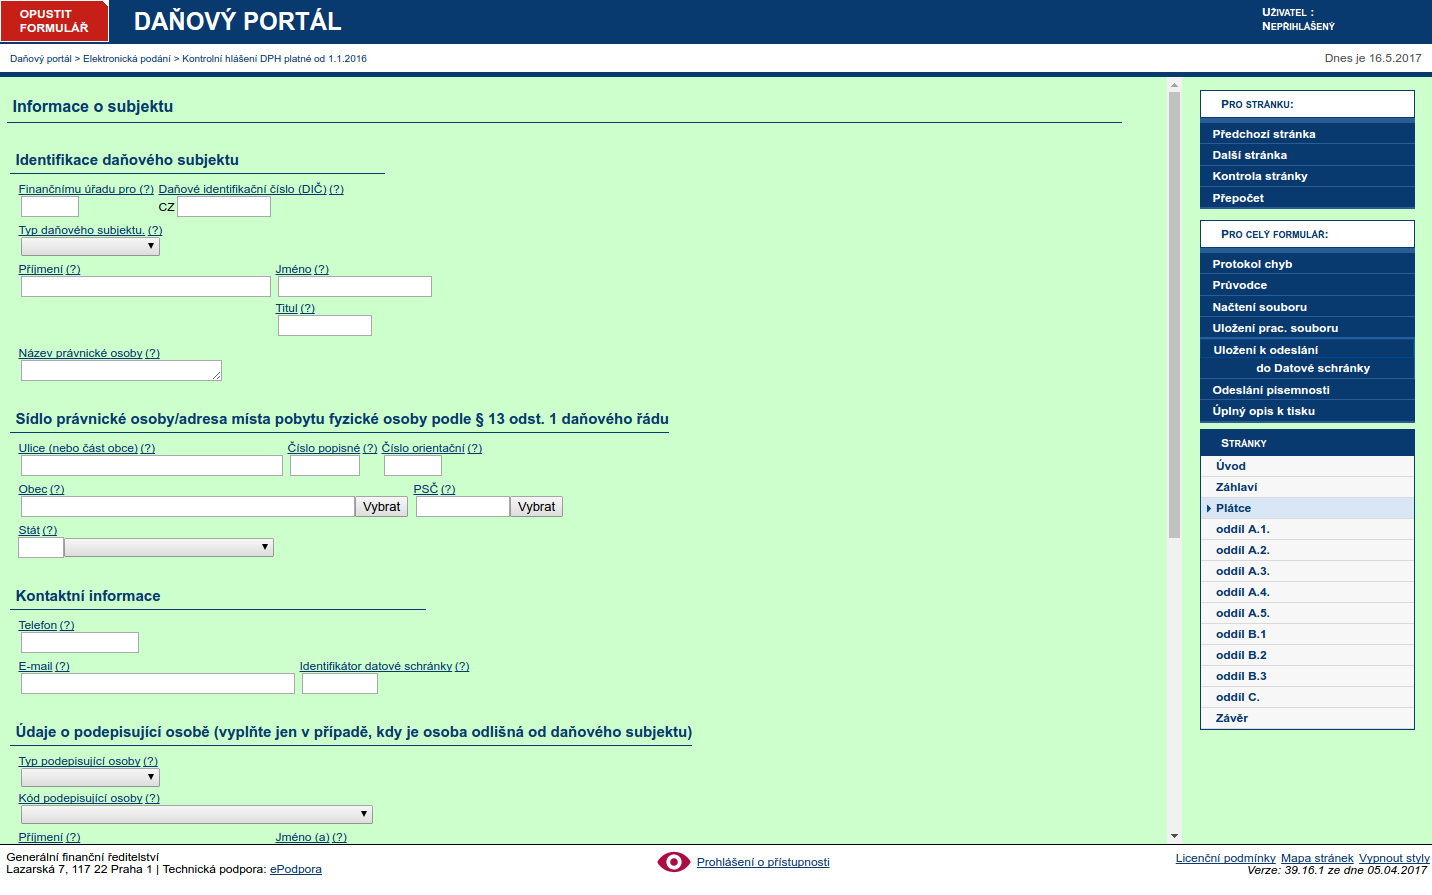 OPUSTIT
FORMULÁŘ
DAŇOVÝ PORTÁL
UŽIVATEL :
NEPŘIHLÁŠENÝ
Daňový portál > Elektronická podání > Kontrolní hlášení DPH platné od 1.1.2016
Dnes je 16.5.2017
Informace o subjektu
Identifikace daňového subjektu
Finančnímu úřadu pro (?) Daňové identifikační číslo (DIČ) (?)
CZ
Typ daňového subjektu. (?)
Příjmení (?) Jméno (?)
Titul (?)
Název právnické osoby (?)
Sídlo právnické osoby/adresa místa pobytu fyzické osoby podle § 13 odst. 1 daňového řádu
Ulice (nebo část obce) (?) Číslo popisné (?) Číslo orientační (?)
Obec (?) PSČ (?)
Vybrat Vybrat
Stát (?)
Kontaktní informace
Telefon (?)
E-mail (?) Identifikátor datové schránky (?)
Údaje o podepisující osobě (vyplňte jen v případě, kdy je osoba odlišná od daňového subjektu)
Typ podepisující osoby (?)
Kód podepisující osoby (?)
Příjmení (?) Jméno (a) (?)
PRO STRÁNKU:
Předchozí stránka
Další stránka
Kontrola stránky
Přepočet
PRO CELÝ FORMULÁŘ:
Protokol chyb
Průvodce
Načtení souboru
Uložení prac. souboru
Uložení k odeslání
do Datové schránky
Odeslání písemnosti
Úplný opis k tisku
STRÁNKY
Úvod
Záhlaví
Plátce
oddíl A.1.
oddíl A.2.
oddíl A.3.
oddíl A.4.
oddíl A.5.
oddíl B.1
oddíl B.2
oddíl B.3
oddíl C.
Závěr
Generální finanční ředitelství
Lazarská 7, 117 22 Praha 1 | Technická podpora: ePodpora
Prohlášení o přístupnosti
Licenční podmínky Mapa stránek Vypnout styly
Verze: 39.16.1 ze dne 05.04.2017